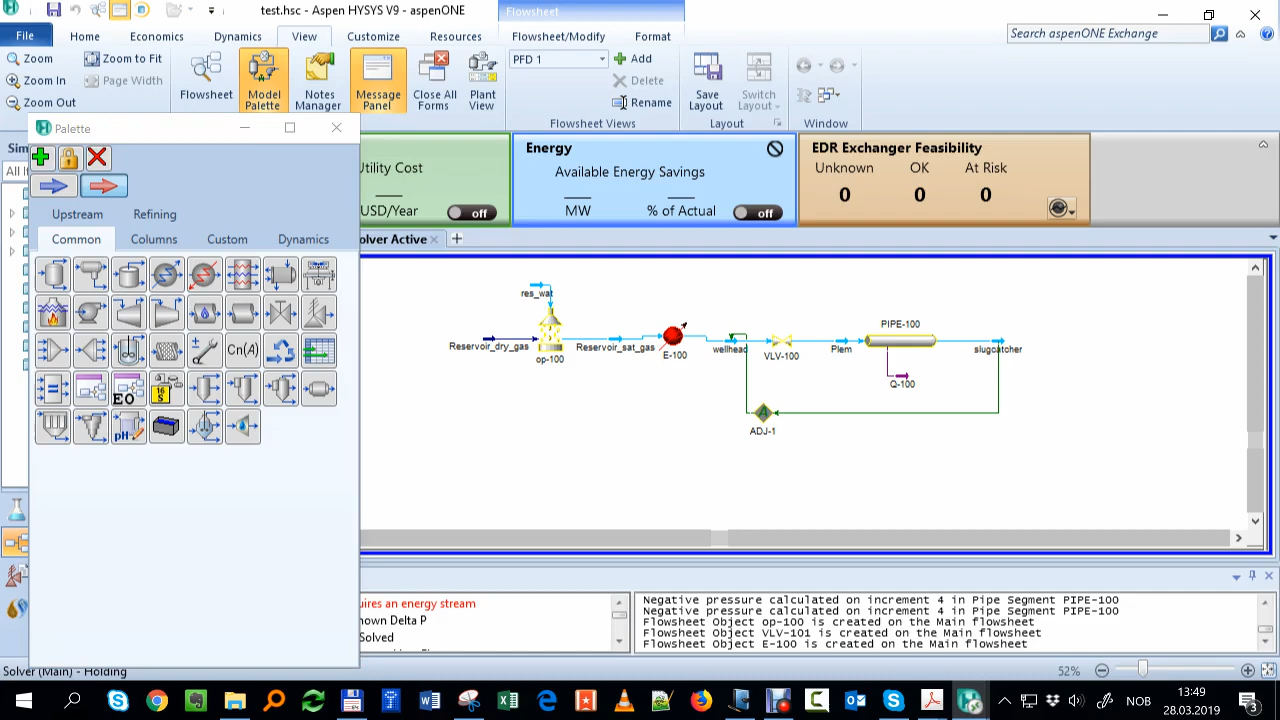 test.hsc - Aspen HYSYS V9 - aspenONE
Flowsheet
File
Home
Economics
Dynamics
View
Customize
Resources
Flowsheet/Modify
Format
Search aspenONE Exchange
Zoom
Zoom In
Zoom Out
Zoom to Fit
Page Width
Flowsheet
Model
Palette
Notes
Manager
Message
Panel
Close All
Forms
Plant
View
PFD 1
Add
Delete
Rename
Flowsheet Views
Save
Layout
Switch
Layout
Layout
Window
Palette
Upstream
Refining
Common
Columns
Custom
Dynamics
Cn(A)
EO
16
S
pH
Utility Cost
USD/Year
off
Energy
Available Energy Savings
MW
% of Actual
off
EDR Exchanger Feasibility
Unknown
OK
At Risk
0
0
0
olver Active
res_wat
Reservoir_dry_gas
op-100
Reservoir_sat_gas
E-100
wellhead
VLV-100
Plem
PIPE-100
Q-100
slugcatcher
A
ADJ-1
uires an energy stream
nown Delta P
Solved
Negative pressure calculated on increment 4 in Pipe Segment PIPE-100
Negative pressure calculated on increment 4 in Pipe Segment PIPE-100
Flowsheet Object op-100 is created on the Main flowsheet
Flowsheet Object VLV-101 is created on the Main flowsheet
Flowsheet Object E-100 is created on the Main flowsheet
Solver (Main) - Holding
52%
NOB
13:49
28.03.2019
3